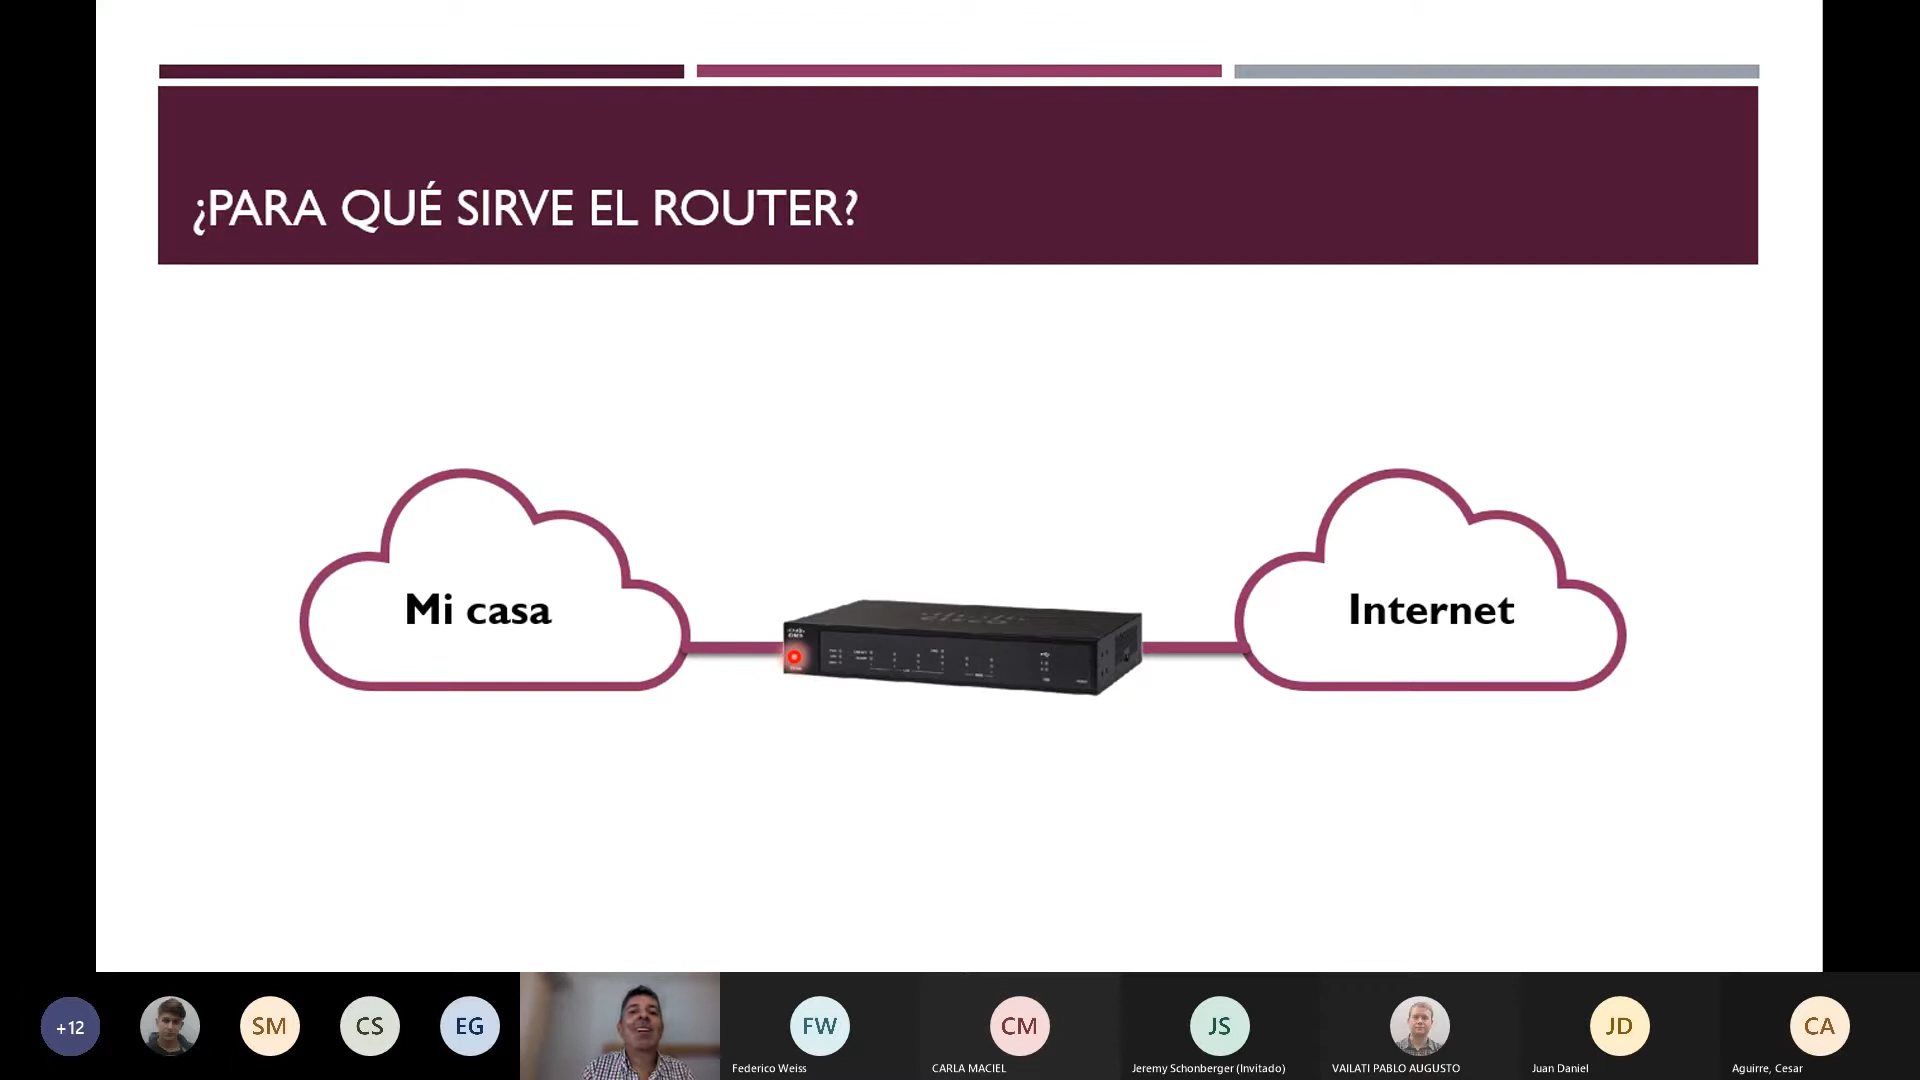 ¿PARA QUÉ SIRVE EL ROUTER?
Mi casa
Internet
cisco
+12
SM
CS
EG
FW
CM
JS
JD
CA
Federico Weiss
CARLA MACIEL
Jeremy Schonberger (Invitado)
VAILATI PABLO AUGUSTO
Juan Daniel
Aguirre, Cesar